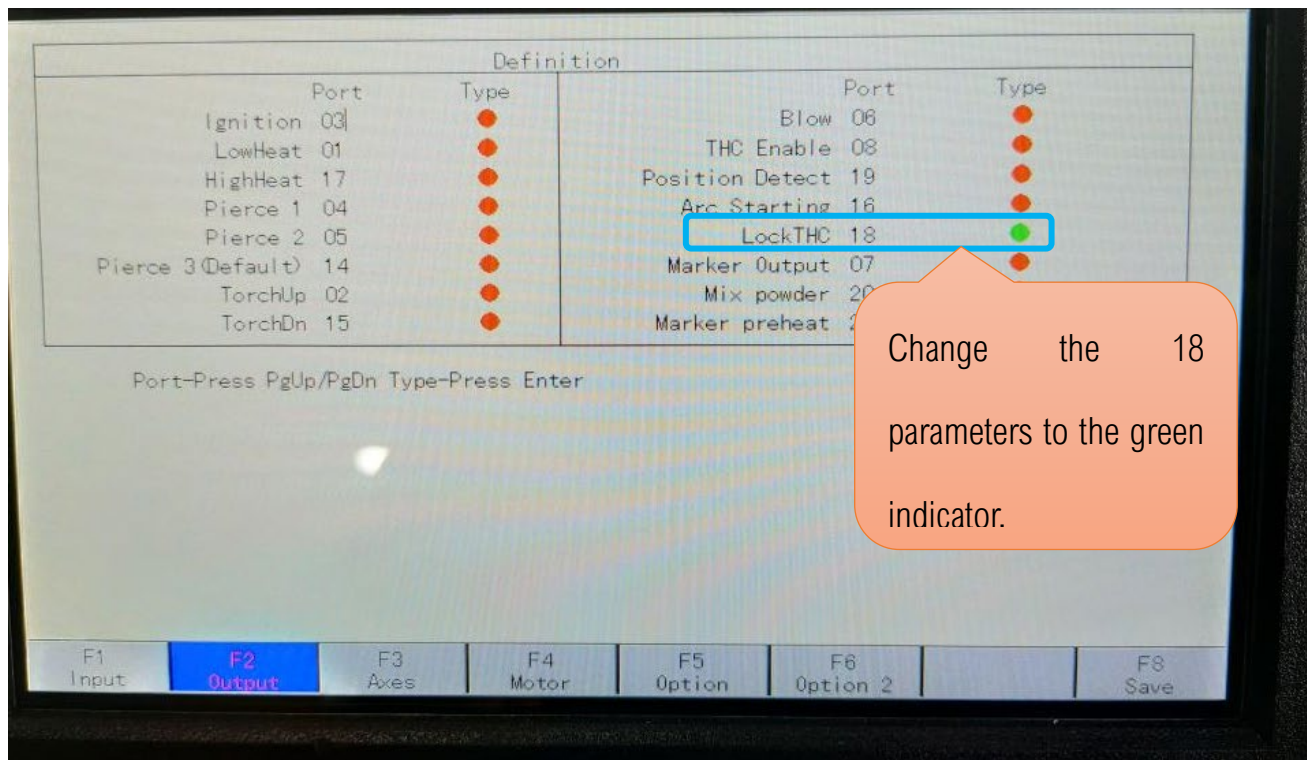 Definition
Port Type
Ignition 03
LowHeat 01
HighHeat 17
Pierce 1 04
Pierce 2 05
Pierce 3(Default) 14
TorchUp 02
TorchDn 15
Port Type
Blow 06
THC Enable 08
Position Detect 19
Arc Starting 16
LockTHC 18
Marker Output 07
Mix powder
Marker preheat
Port-Press PgUp/PgDn Type-Press Enter
Change the 18
parameters to the green
indicator.
F1 F2 F3 F4 F5 F6 F8
Input Output Axes Motor Option Option 2 Save